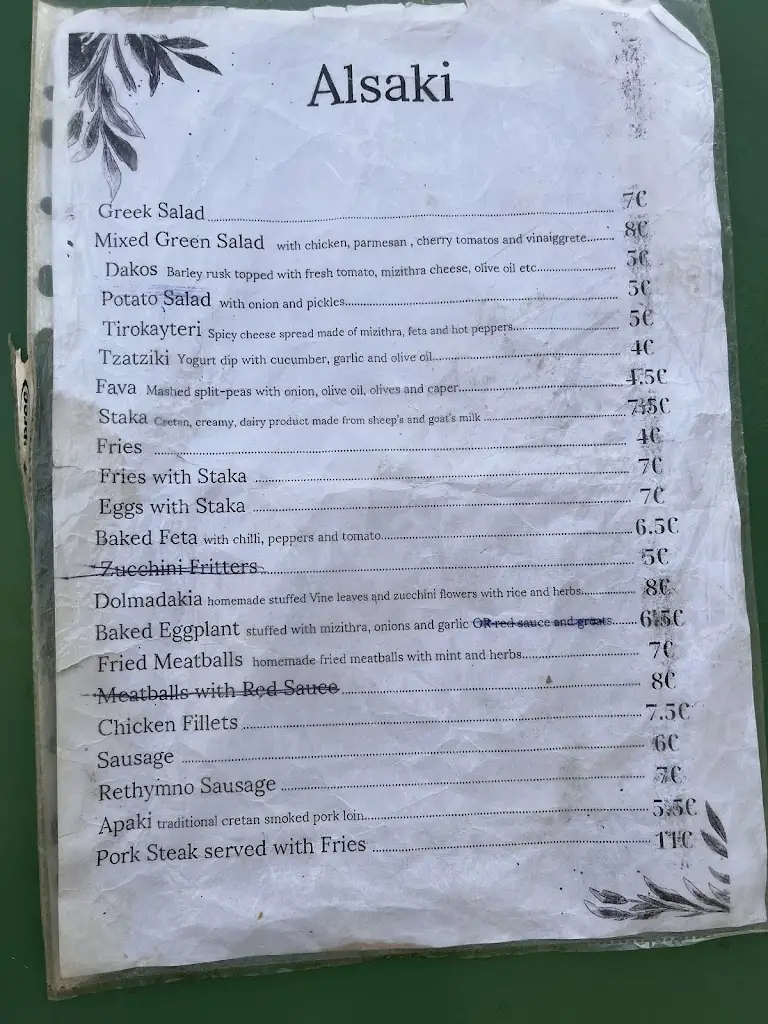 Alsaki
Greek Salad 7€
Mixed Green Salad with chicken, parmesan , cherry tomatos and vinaiggrete 8€
Dakos Barley rusk topped with fresh tomato, mizithra cheese, olive oil etc 5€
Potato Salad with onion and pickles 5€
Tirokayteri Spicy cheese spread made of mizithra, feta and hot peppers 5€
Tzatziki Yogurt dip with cucumber, garlic and olive oil 4€
Fava Mashed split-peas with onion, olive oil, olives and caper 4.5€
Staka Cretan, creamy, dairy product made from sheep's and goat's milk
Fries 4€
Fries with Staka 7€
Eggs with Staka 7€
Baked Feta with chilli, peppers and tomato 6.5€
Zucchini Fritters 5€
Dolmadakia homemade stuffed Vine leaves and zucchini flowers with rice and herbs 8€
Baked Eggplant stuffed with mizithra, onions and garlic OR red sauce and 6.5€
Fried Meatballs homemade fried meatballs with mint and herbs 7€
Meatballs with Red Sauce 8€
Chicken Fillets 7.5€
Sausage 6€
Rethymno Sausage 7€
Apaki traditional cretan smoked pork loin 5.5€
Pork Steak served with Fries 11€